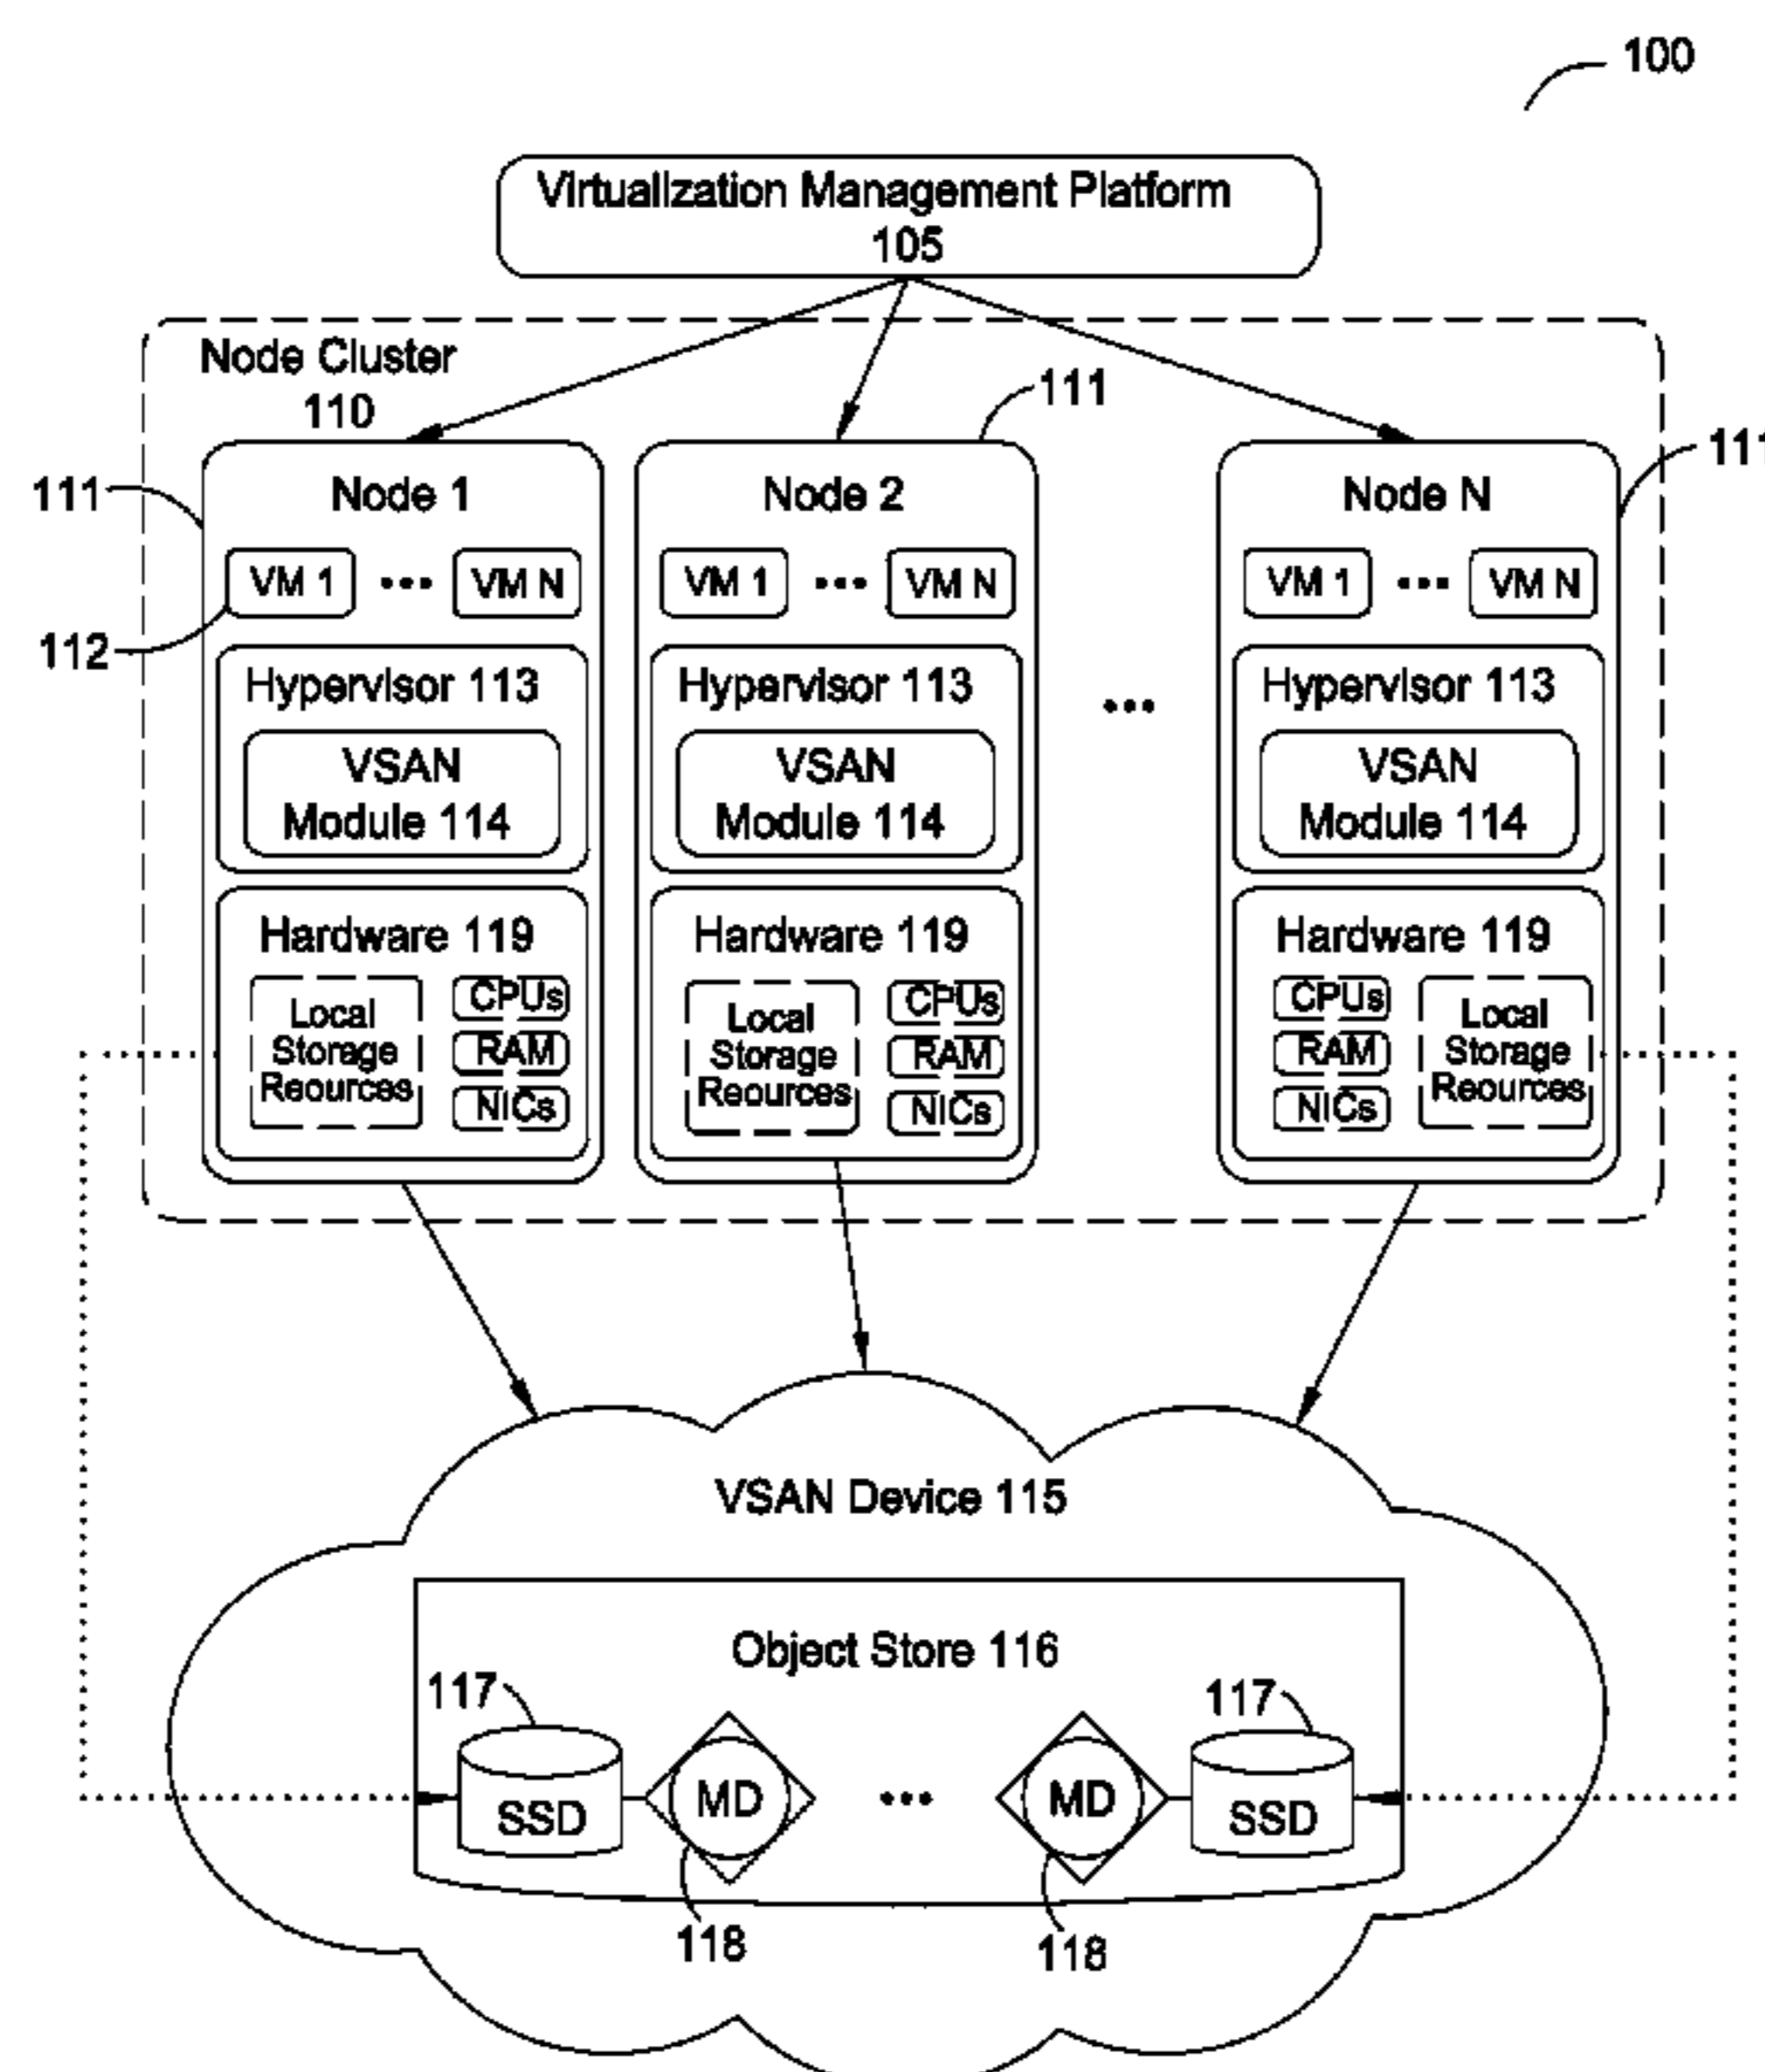 100
Virtualization Management Platform
105
Node Cluster
110
111
111
111
Node 1
VM 1 ••• VM N
112
Hypervisor 113
VSAN
Module 114
Hardware 119
Local
Storage
Reources
CPUs
RAM
NICs
Node 2
VM 1 ••• VM N
Hypervisor 113
VSAN
Module 114
Hardware 119
Local
Storage
Reources
CPUs
RAM
NICs
•••
Node N
VM 1 ••• VM N
Hypervisor 113
VSAN
Module 114
Hardware 119
CPUs
RAM
NICs
Local
Storage
Reources
VSAN Device 115
Object Store 116
117
117
SSD
MD
•••
MD
SSD
118
118